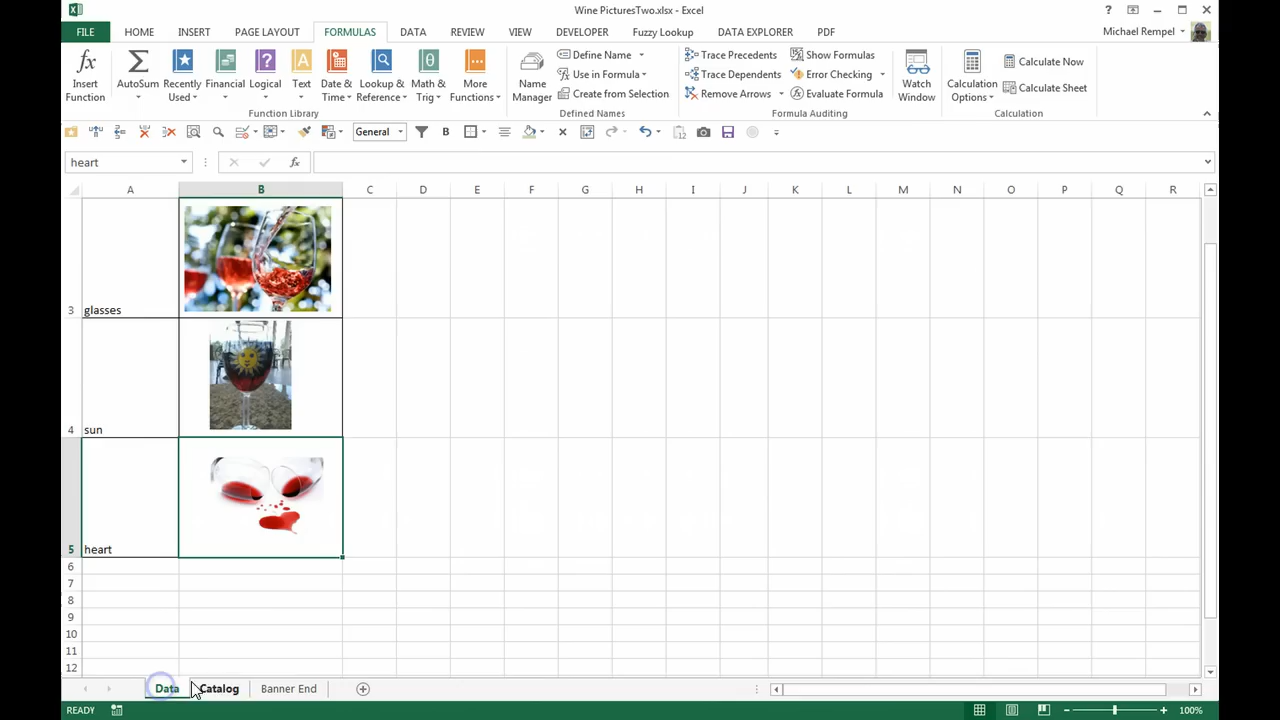 Wine PicturesTwo.xlsx - Excel
?
FILE HOME INSERT PAGE LAYOUT FORMULAS DATA REVIEW VIEW DEVELOPER Fuzzy Lookup DATA EXPLORER PDF Michael Rempel
fx Insert Function
Σ AutoSum
Recently Used
Financial
? Logical
A Text
Date & Time
Lookup & Reference
θ Math & Trig
More Functions
Function Library
Name Manager
Define Name
Use in Formula
Create from Selection
Defined Names
Trace Precedents
Trace Dependents
Remove Arrows
Show Formulas
Error Checking
Evaluate Formula
Formula Auditing
Watch Window
Calculation Options
Calculate Now
Calculate Sheet
Calculation
General
B
heart
fx
A B C D E F G H I J K L M N O P Q R
3 glasses
4 sun
5 heart
6
7
8
9
10
11
12
Data Catalog Banner End
READY
100%